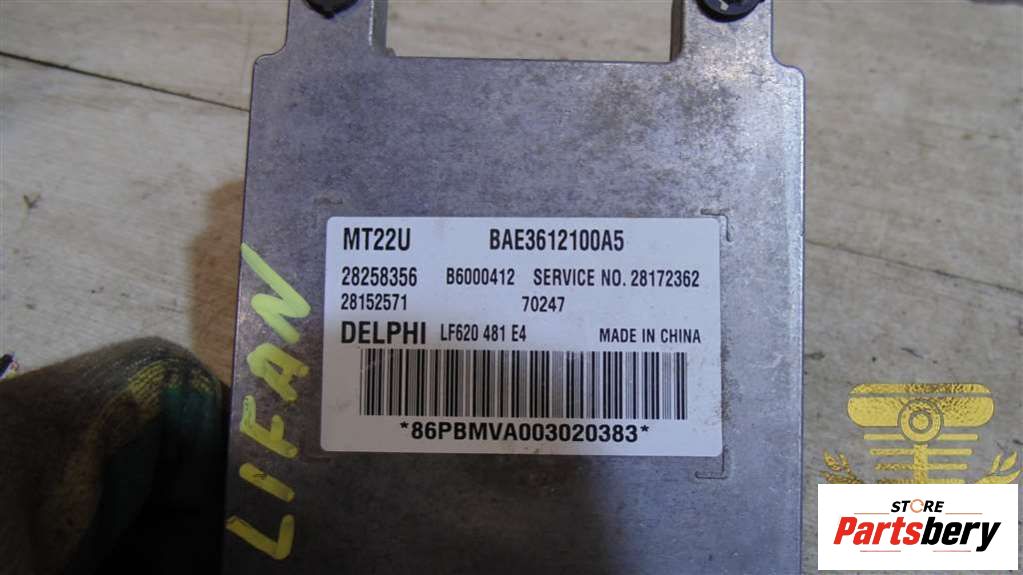 MT22U BAE3612100A5
28258356 B6000412 SERVICE NO. 28172362
28152571 70247
DELPHI LF620 481 E4 MADE IN CHINA
*86PBMVA003020383*
LIFAN
STORE
Partsbery